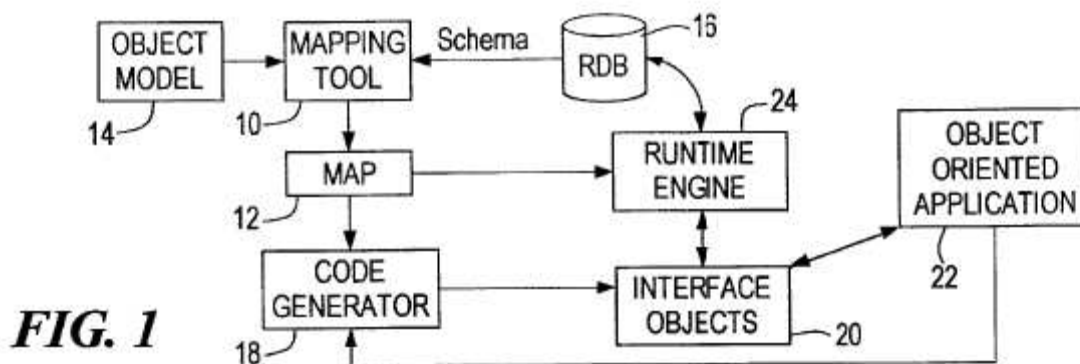 OBJECT
MODEL
14
MAPPING
TOOL
10
Schema
16
RDB
24
RUNTIME
ENGINE
OBJECT
ORIENTED
APPLICATION
22
MAP
12
CODE
GENERATOR
18
INTERFACE
OBJECTS
20
FIG. 1